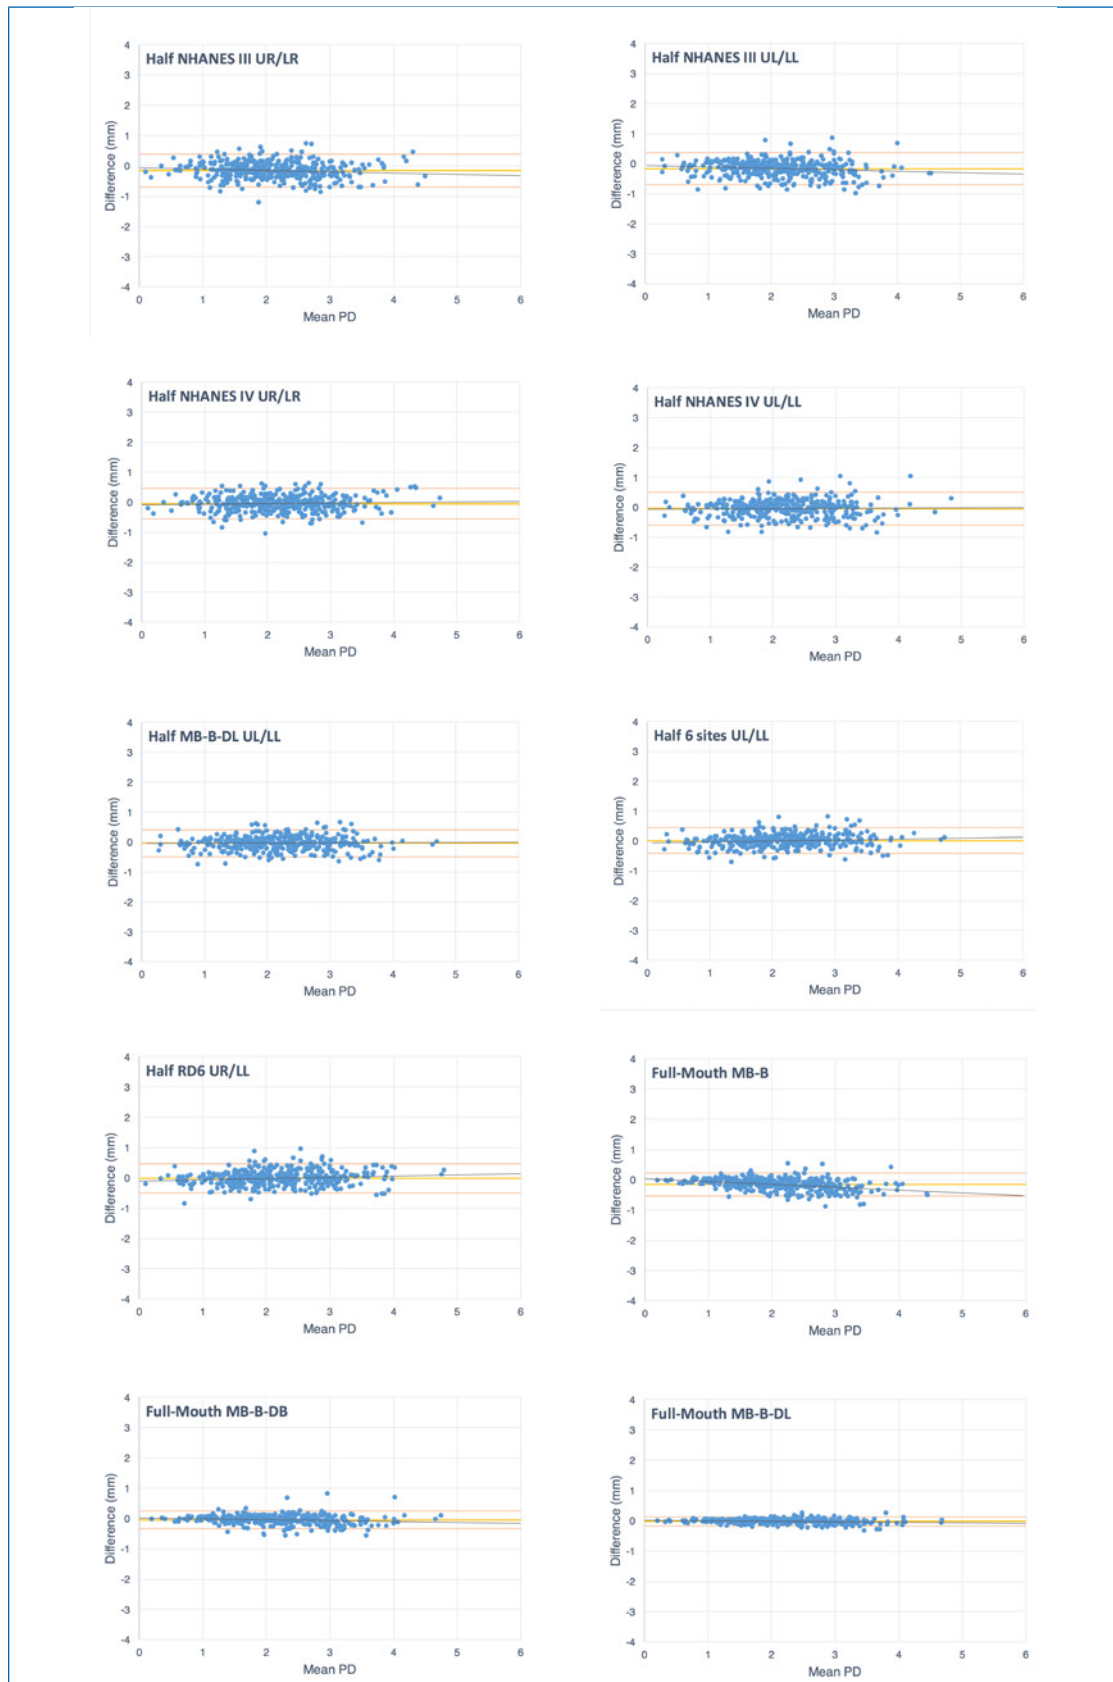 Half NHANES III UR/LR
4
3
2
1
0
-1
-2
-3
-4
Difference (mm)
0 1 2 3 4 5 6
Mean PD
Half NHANES III UL/LL
4
3
2
1
0
-1
-2
-3
-4
Difference (mm)
0 1 2 3 4 5 6
Mean PD
Half NHANES IV UR/LR
4
3
2
1
0
-1
-2
-3
-4
Difference (mm)
0 1 2 3 4 5 6
Mean PD
Half NHANES IV UL/LL
4
3
2
1
0
-1
-2
-3
-4
Difference (mm)
0 1 2 3 4 5 6
Mean PD
Half MB-B-DL UL/LL
4
3
2
1
0
-1
-2
-3
-4
Difference (mm)
0 1 2 3 4 5 6
Mean PD
Half 6 sites UL/LL
4
3
2
1
0
-1
-2
-3
-4
Difference (mm)
0 1 2 3 4 5 6
Mean PD
Half RD6 UR/LL
4
3
2
1
0
-1
-2
-3
-4
Difference (mm)
0 1 2 3 4 5 6
Mean PD
Full-Mouth MB-B
4
3
2
1
0
-1
-2
-3
-4
Difference (mm)
0 1 2 3 4 5 6
Mean PD
Full-Mouth MB-B-DB
4
3
2
1
0
-1
-2
-3
-4
Difference (mm)
0 1 2 3 4 5 6
Mean PD
Full-Mouth MB-B-DL
4
3
2
1
0
-1
-2
-3
-4
Difference (mm)
0 1 2 3 4 5 6
Mean PD